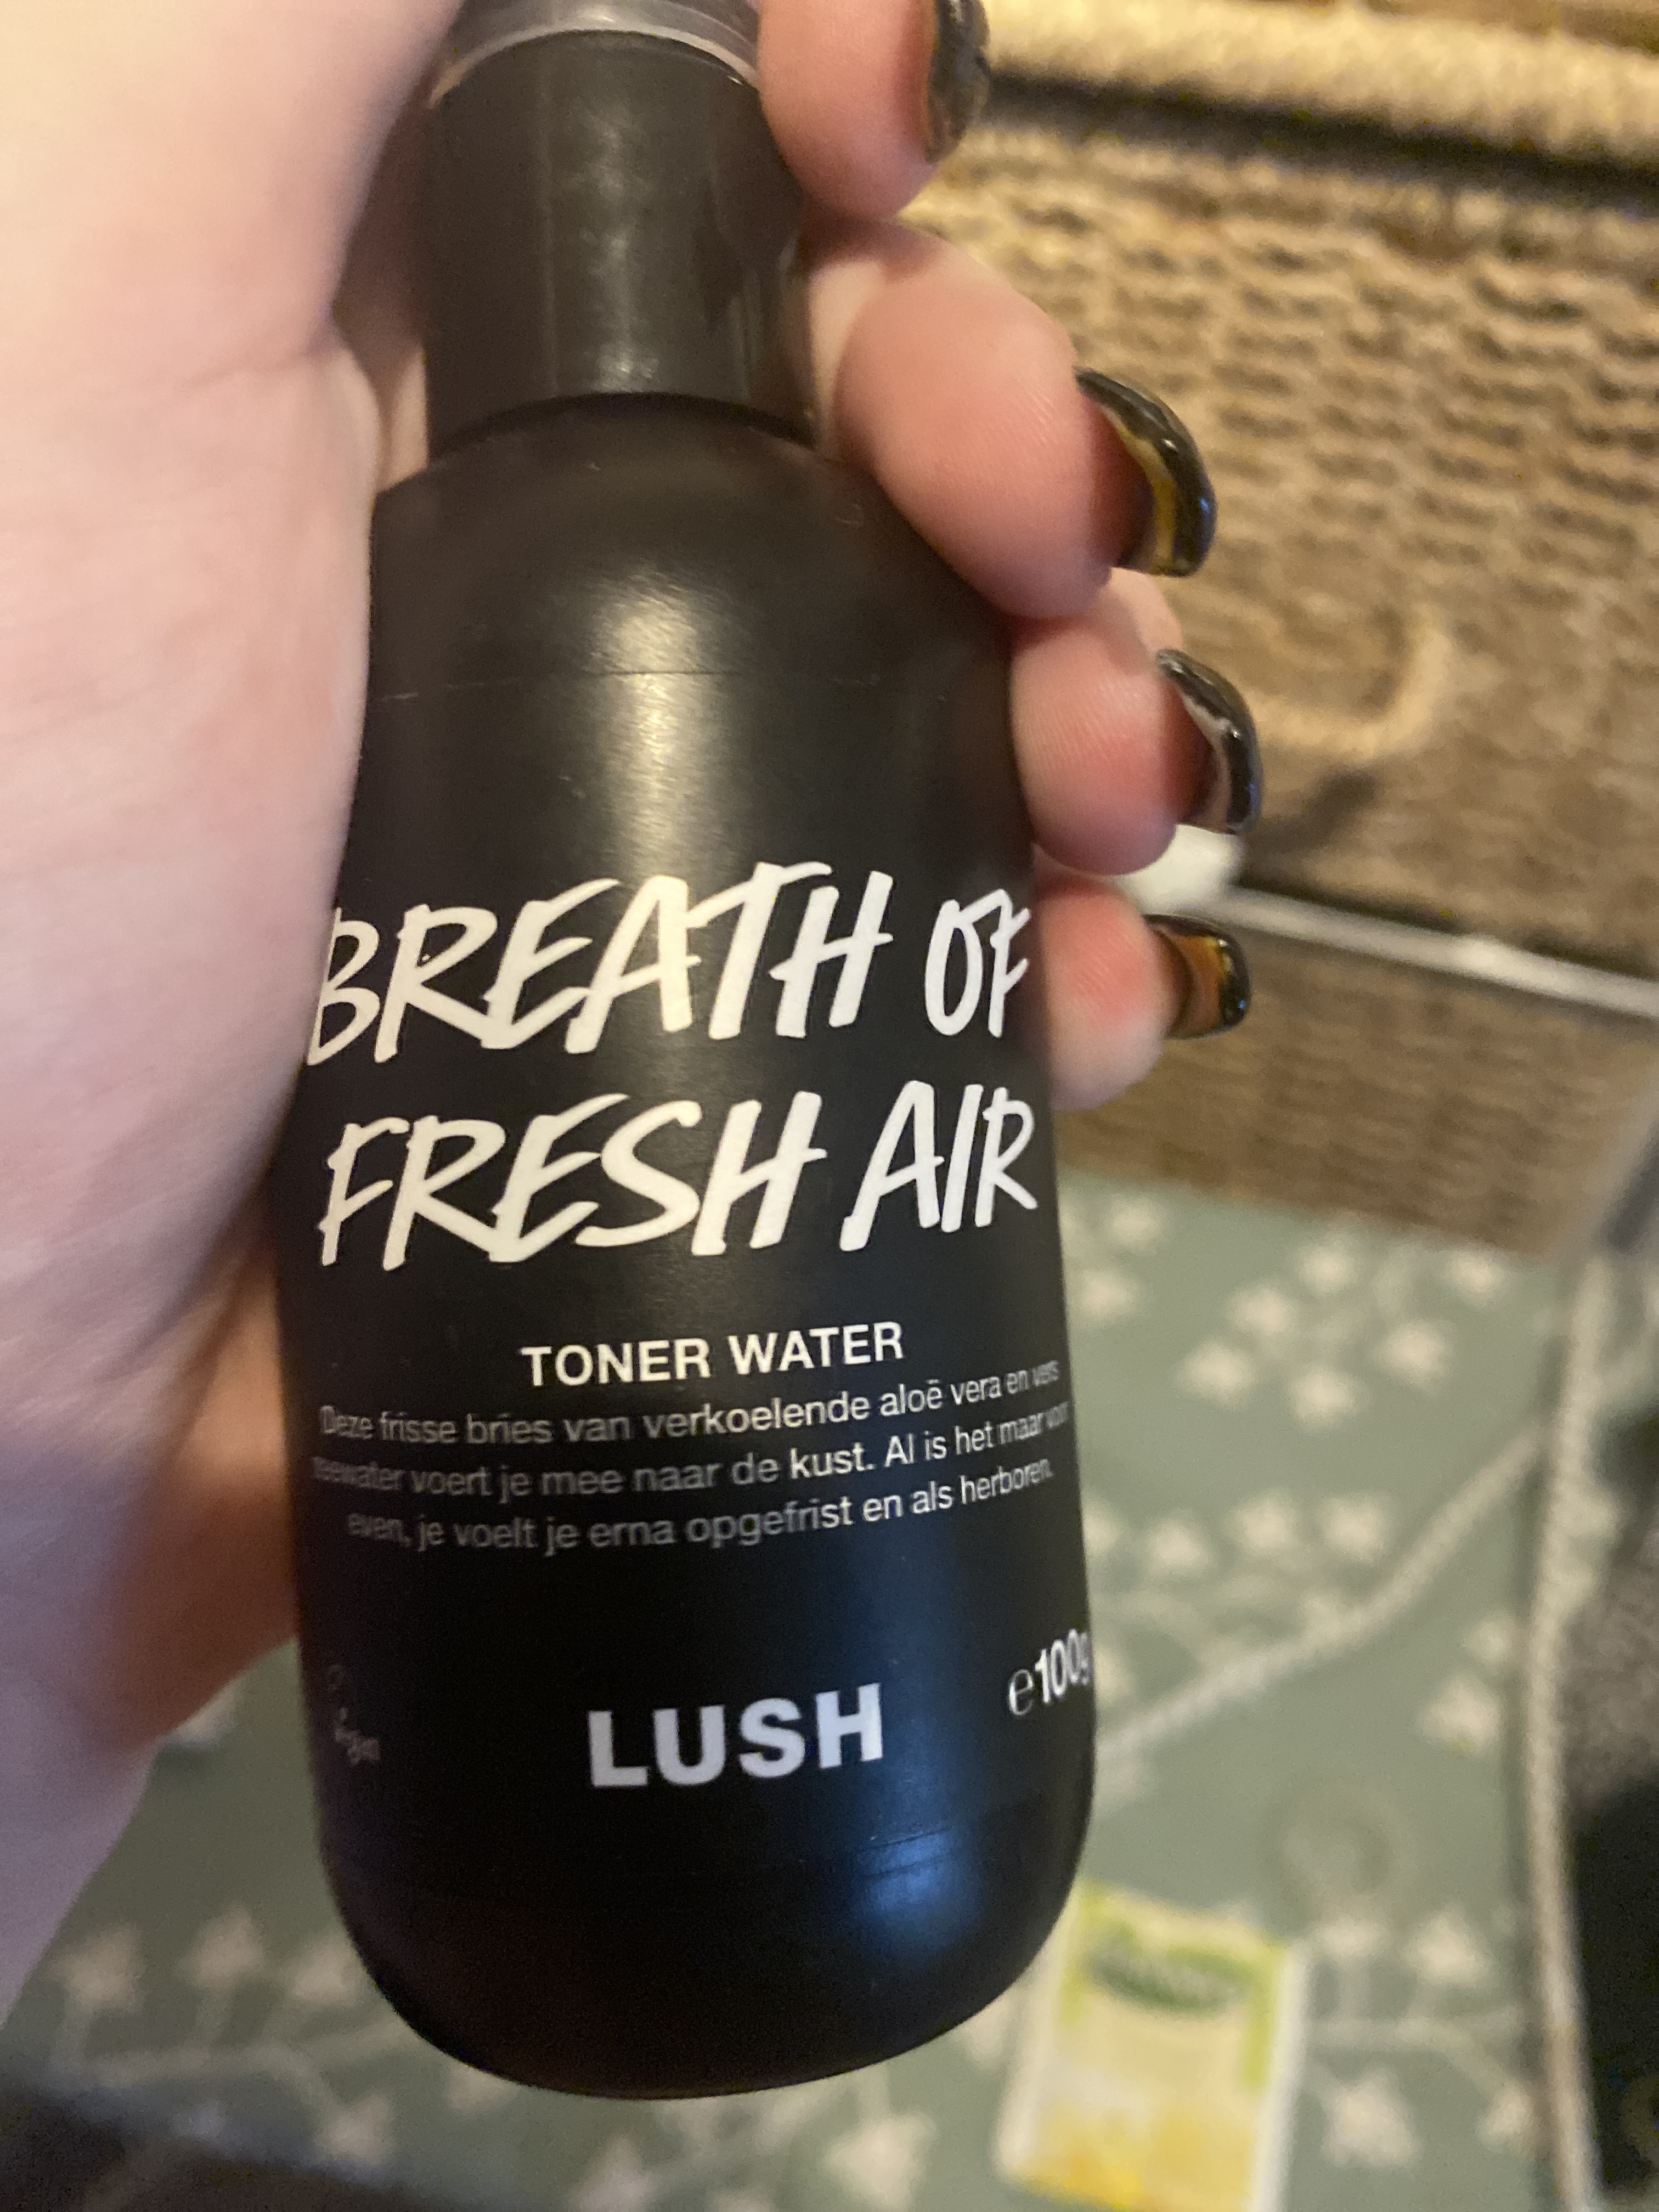 BREATH OF
FRESH AIR
TONER WATER
Deze frisse bries van verkoelende aloë vera en vers
zeewater voert je mee naar de kust. Al is het maar voor
even, je voelt je erna opgefrist en als herboren.
e100g
LUSH